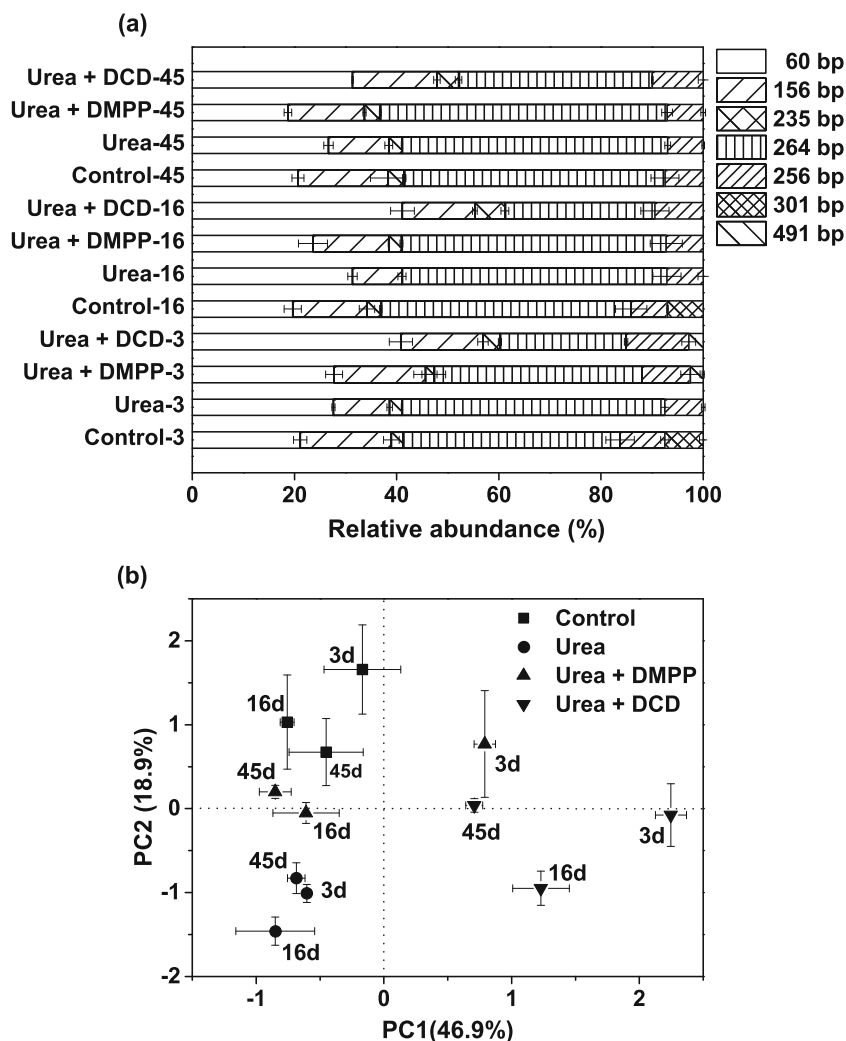 (a)
Urea + DCD-45
Urea + DMPP-45
Urea-45
Control-45
Urea + DCD-16
Urea + DMPP-16
Urea-16
Control-16
Urea + DCD-3
Urea + DMPP-3
Urea-3
Control-3
0 20 40 60 80 100
Relative abundance (%)
60 bp
156 bp
235 bp
264 bp
256 bp
301 bp
491 bp
(b)
Control
Urea
Urea + DMPP
Urea + DCD
3d
16d
45d
3d
45d
16d
45d
3d
16d
45d
3d
16d
2
1
0
-1
-2
PC2 (18.9%)
-1 0 1 2
PC1(46.9%)